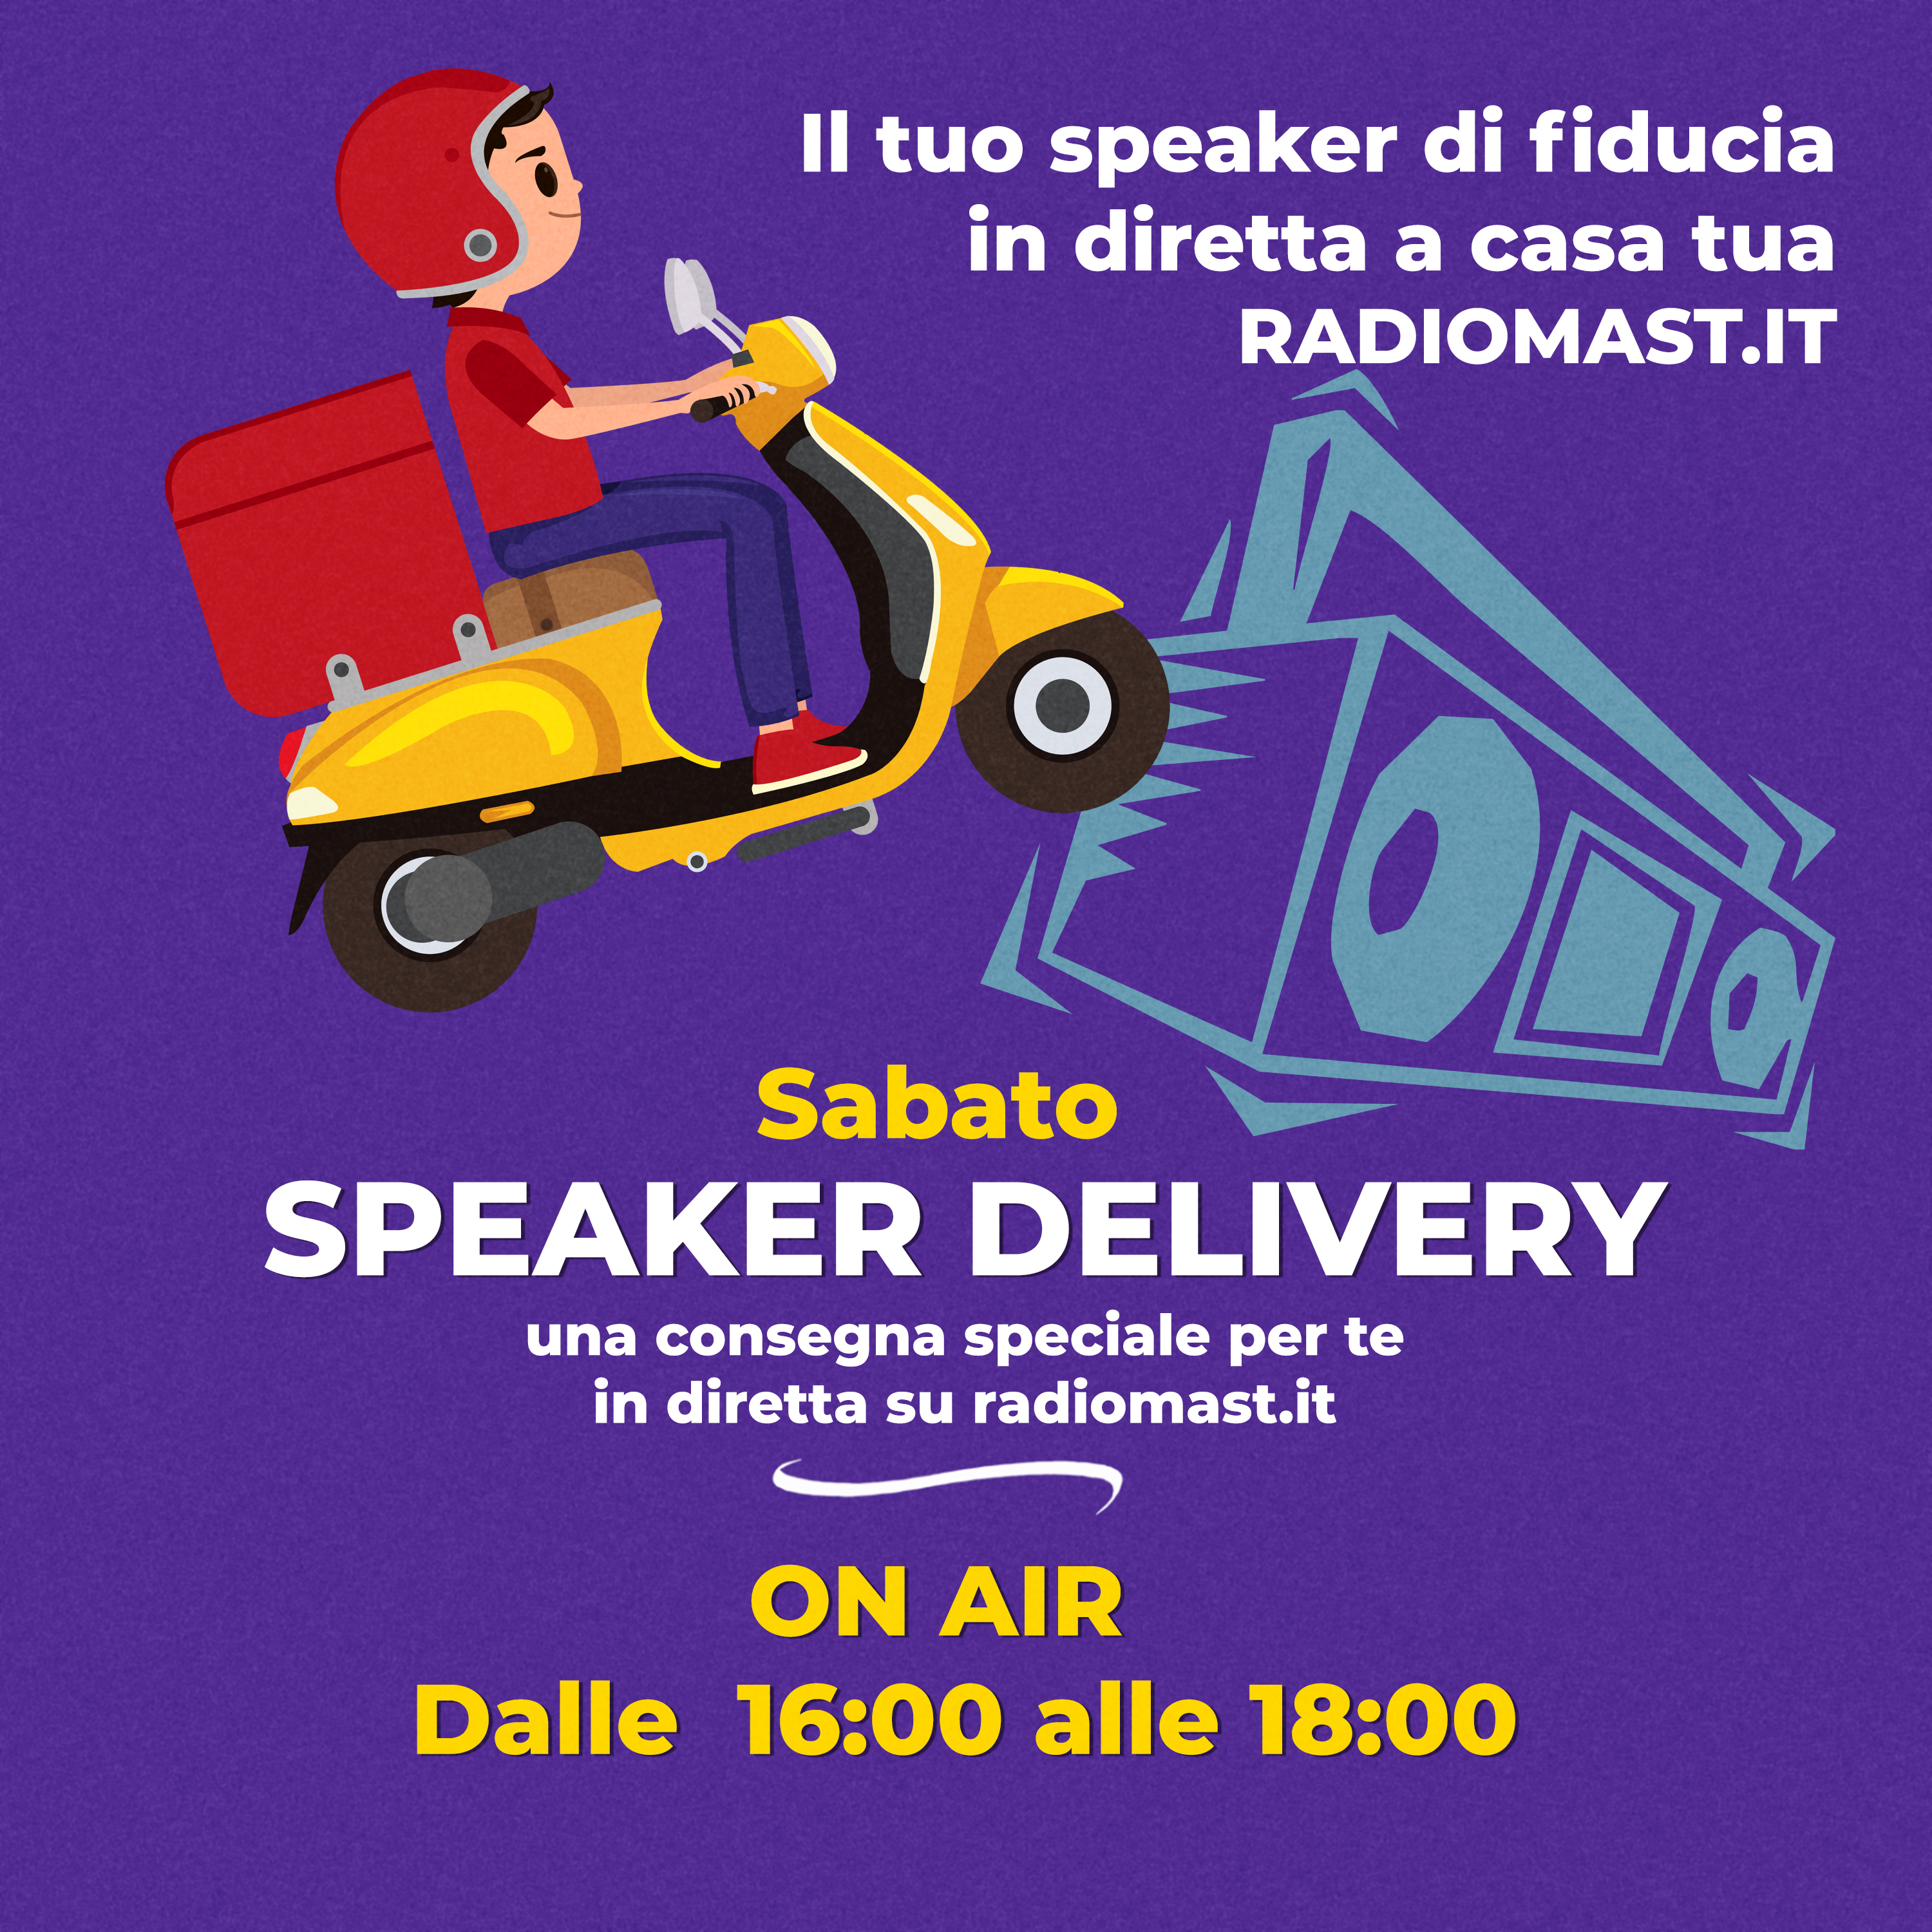 Il tuo speaker di fiducia
in diretta a casa tua
RADIOMAST.IT
Sabato
SPEAKER DELIVERY
una consegna speciale per te
in diretta su radiomast.it
ON AIR
Dalle 16:00 alle 18:00